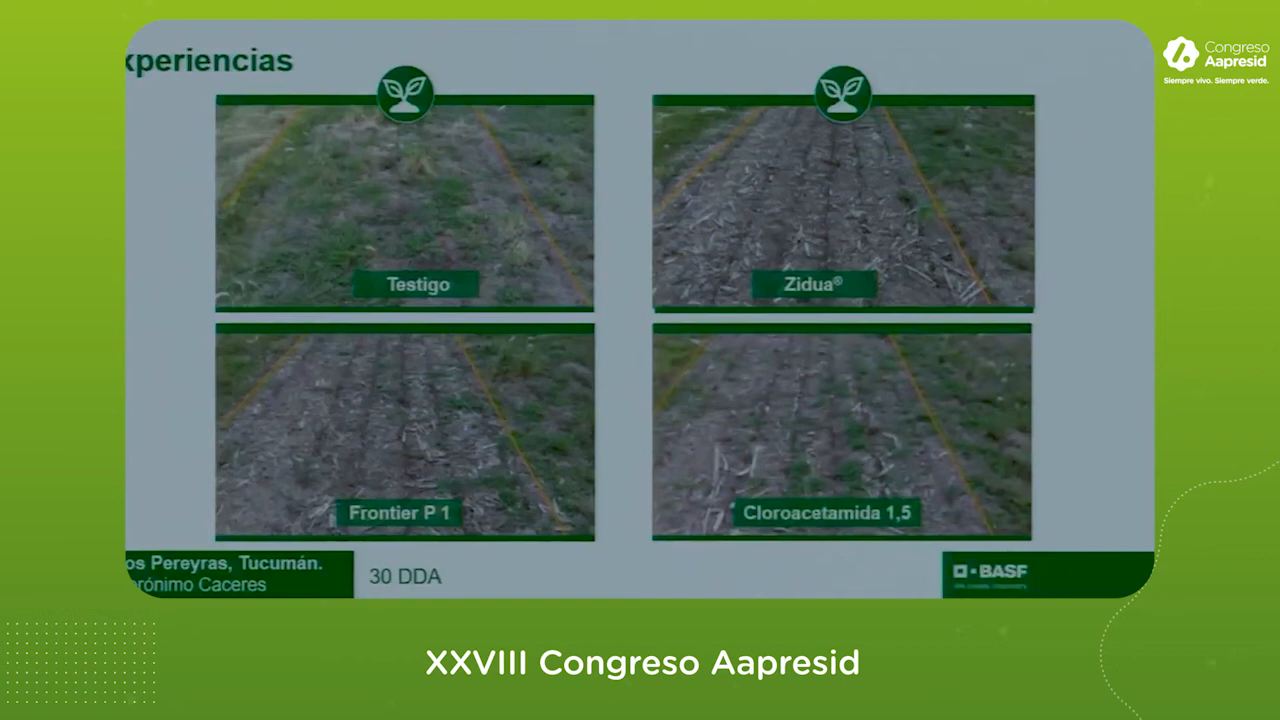 xperiencias
Congreso
Aapresid
Siempre vivo. Siempre verde.
Testigo
Zidua®
Frontier P 1
Cloroacetamida 1,5
os Pereyras, Tucumán.
erónimo Caceres
30 DDA
BASF
XXVIII Congreso Aapresid